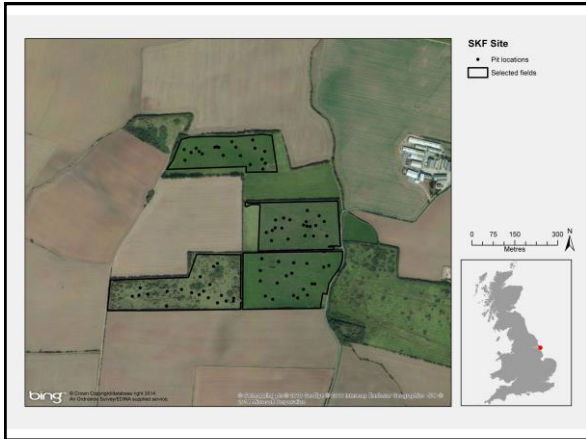 SKF Site
Pit locations
Selected fields
N
0 75 150 300
Metres
bing
© Crown Copyright/database right 2016
An Ordnance Survey/EDINA supplied service.